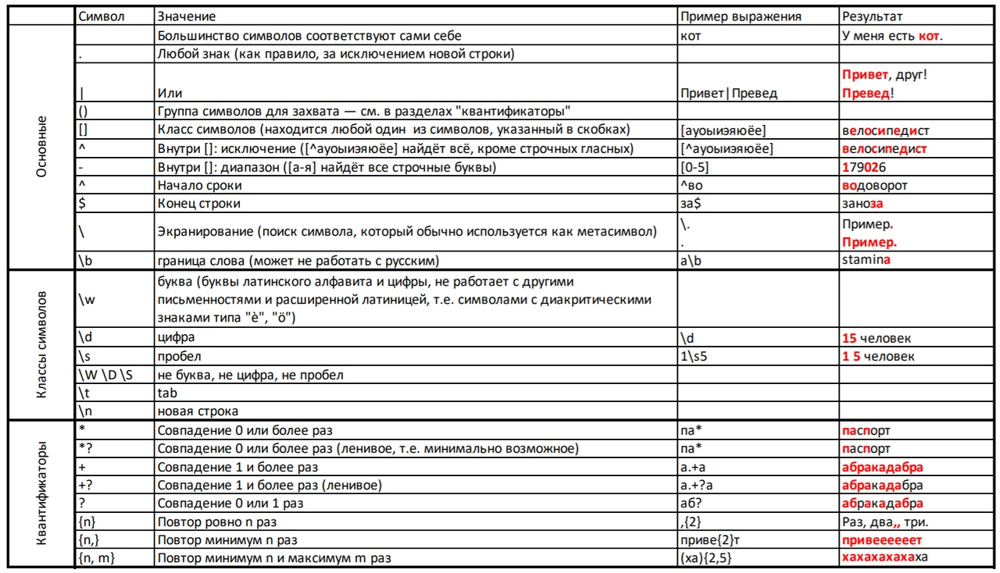 Символ Значение Пример выражения Результат
Основные
Большинство символов соответствуют сами себе кот У меня есть кот.
. Любой знак (как правило, за исключением новой строки)
Привет, друг!
| Или Привет|Превед Превед!
() Группа символов для захвата — см. в разделах "квантификаторы"
[] Класс символов (находится любой один из символов, указанный в скобках) [ауоыиэяюёе] велосипедист
^ Внутри []: исключение ([^ауоыиэяюёе] найдёт всё, кроме строчных гласных) [^ауоыиэяюёе] велосипедист
- Внутри []: диапазон ([а-я] найдёт все строчные буквы) [0-5] 179026
^ Начало сроки ^во водоворот
$ Конец строки за$ заноза
\ Экранирование (поиск символа, который обычно используется как метасимвол) \. Пример.
. Пример.
\b граница слова (может не работать с русским) a\b stamina
Классы символов
\w буква (буквы латинского алфавита и цифры, не работает с другими
письменностями и расширенной латиницей, т.е. символами с диакритическими
знаками типа "è", "ö")
\d цифра \d 15 человек
\s пробел 1\s5 1 5 человек
\W \D \S не буква, не цифра, не пробел
\t tab
\n новая строка
Квантификаторы
* Совпадение 0 или более раз па* паспорт
*? Совпадение 0 или более раз (ленивое, т.е. минимально возможное) па* паспорт
+ Совпадение 1 и более раз а.+а абракадабра
+? Совпадение 1 и более раз (ленивое) а.+?а абракадабра
? Совпадение 0 или 1 раз аб? абракадабра
{n} Повтор ровно n раз ,{2} Раз, два,, три.
{n,} Повтор минимум n раз приве{2}т привеееееет
{n, m} Повтор минимум n и максимум m раз (ха){2,5} хахахахахаха